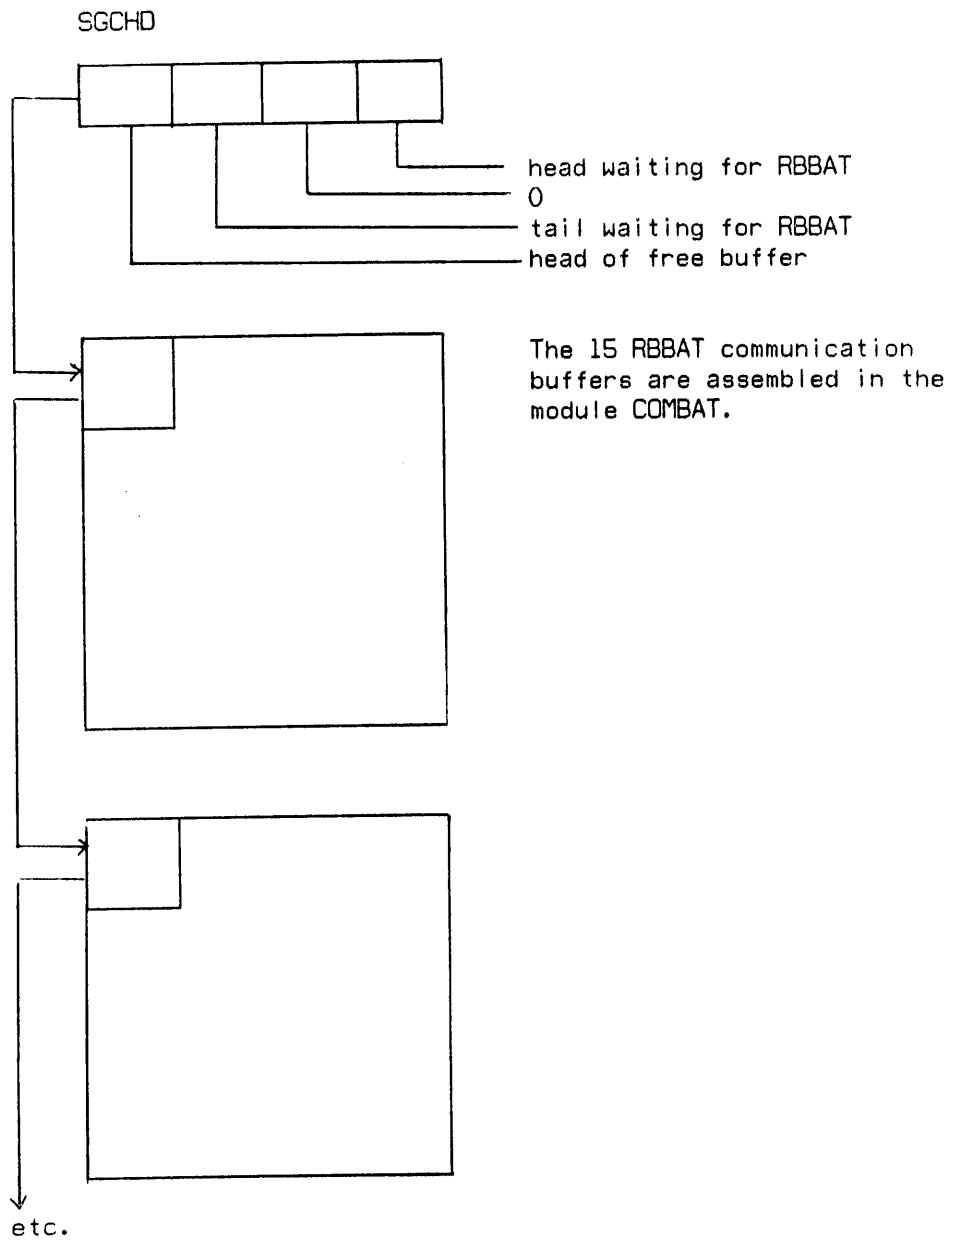 SGCHD
head waiting for RBBAT
0
tail waiting for RBBAT
head of free buffer
The 15 RBBAT communication
buffers are assembled in the
module COMBAT.
etc.